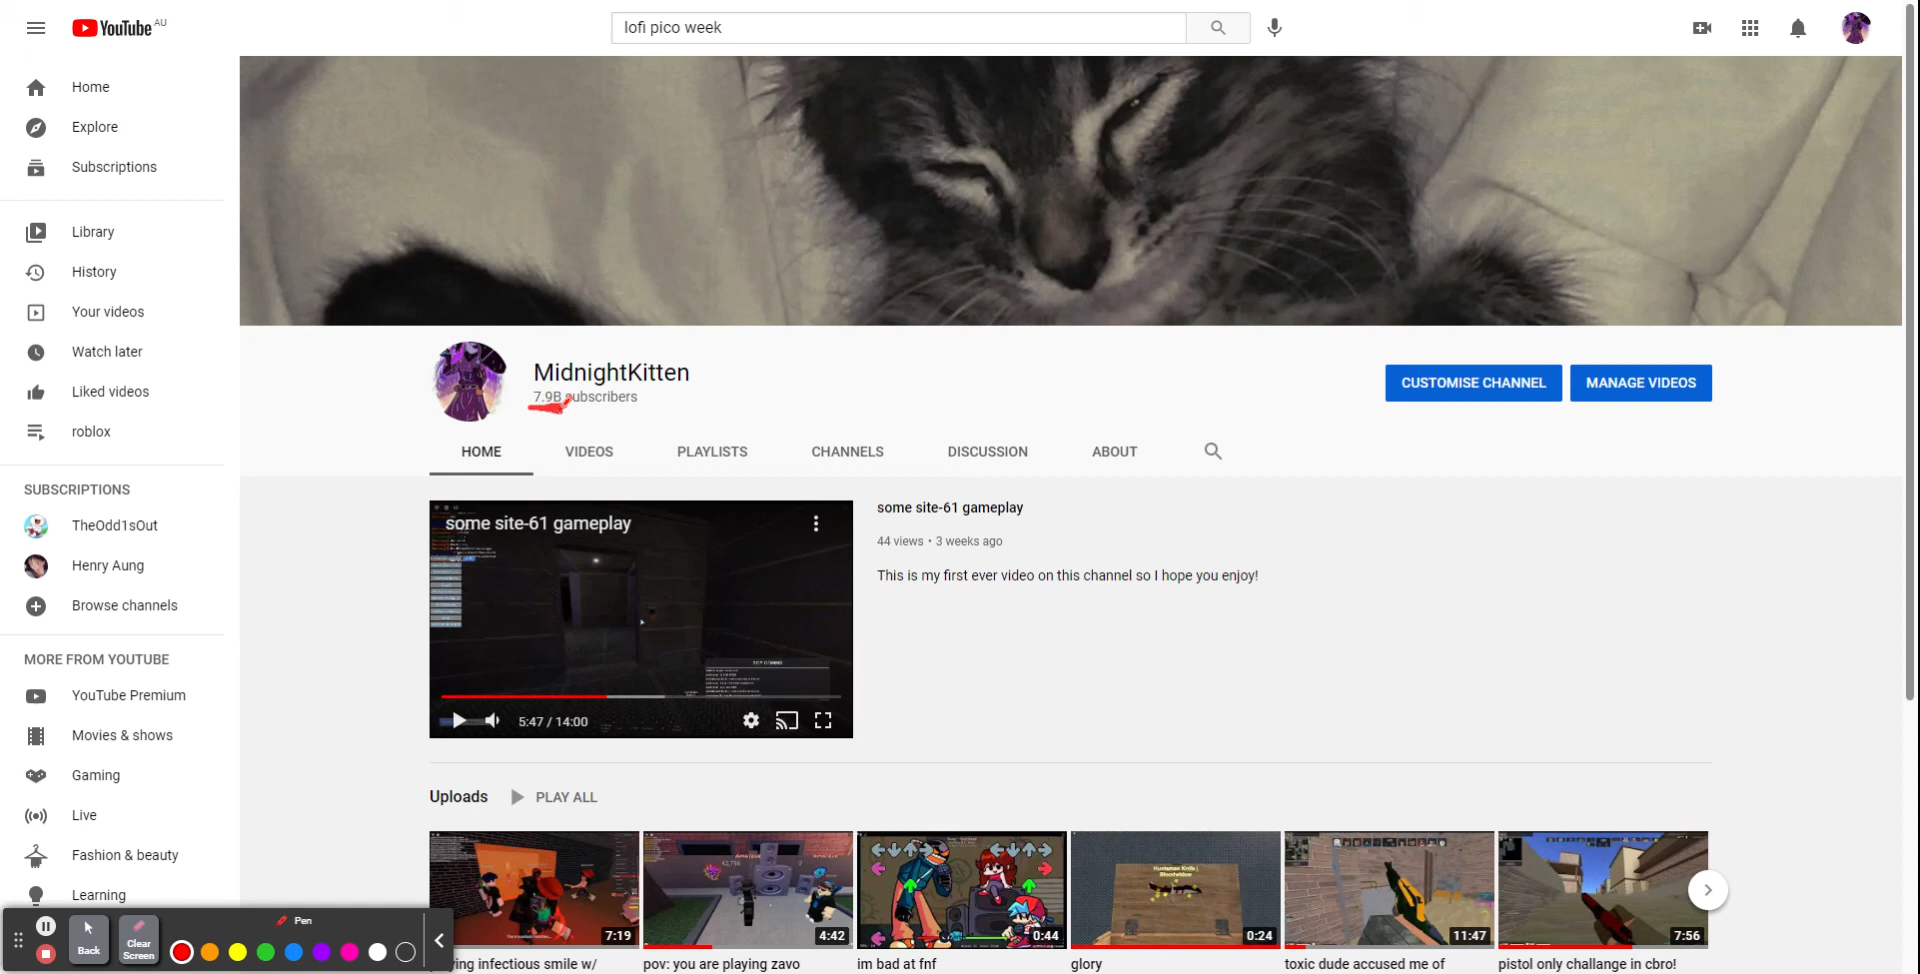 YouTube AU
lofi pico week
Home
Explore
Subscriptions
Library
History
Your videos
Watch later
Liked videos
roblox
SUBSCRIPTIONS
TheOdd1sOut
Henry Aung
Browse channels
MORE FROM YOUTUBE
YouTube Premium
Movies & shows
Gaming
Live
Fashion & beauty
Learning
MidnightKitten
7.9B subscribers
CUSTOMISE CHANNEL
MANAGE VIDEOS
HOME VIDEOS PLAYLISTS CHANNELS DISCUSSION ABOUT
some site-61 gameplay
5:47 / 14:00
some site-61 gameplay
44 views • 3 weeks ago
This is my first ever video on this channel so I hope you enjoy!
Uploads PLAY ALL
Huntsman Knife |
Bloodwidow
7:19 4:42 0:44 0:24 11:47 7:56
ying infectious smile w/
pov: you are playing zavo
im bad at fnf
glory
toxic dude accused me of
pistol only challange in cbro!
Pen
Back
Clear
Screen